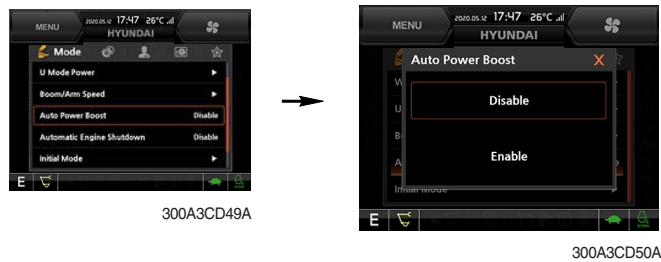 MENU
2020.05.12 17:47 26°C
HYUNDAI
Mode
U Mode Power
Boom/Arm Speed
Auto Power Boost Disable
Automatic Engine Shutdown Disable
Initial Mode
E
300A3CD49A
MENU
2020.05.12 17:47 26°C
HYUNDAI
Auto Power Boost X
Disable
Enable
Initial Mode
E
300A3CD50A